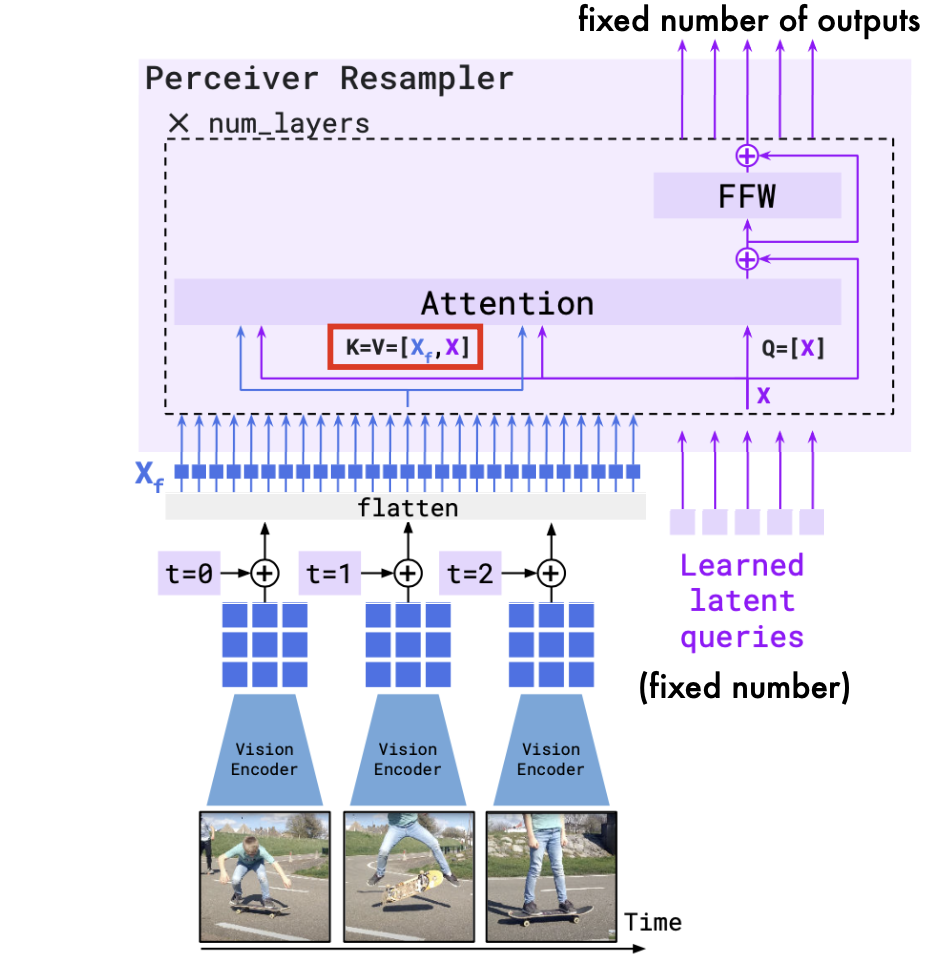 fixed number of outputs
Perceiver Resampler
× num_layers
FFW
Attention
K=V=[Xf,X]
Q=[X]
X
Xf
flatten
t=0
t=1
t=2
Learned
latent
queries
(fixed number)
Vision
Encoder
Vision
Encoder
Vision
Encoder
Time